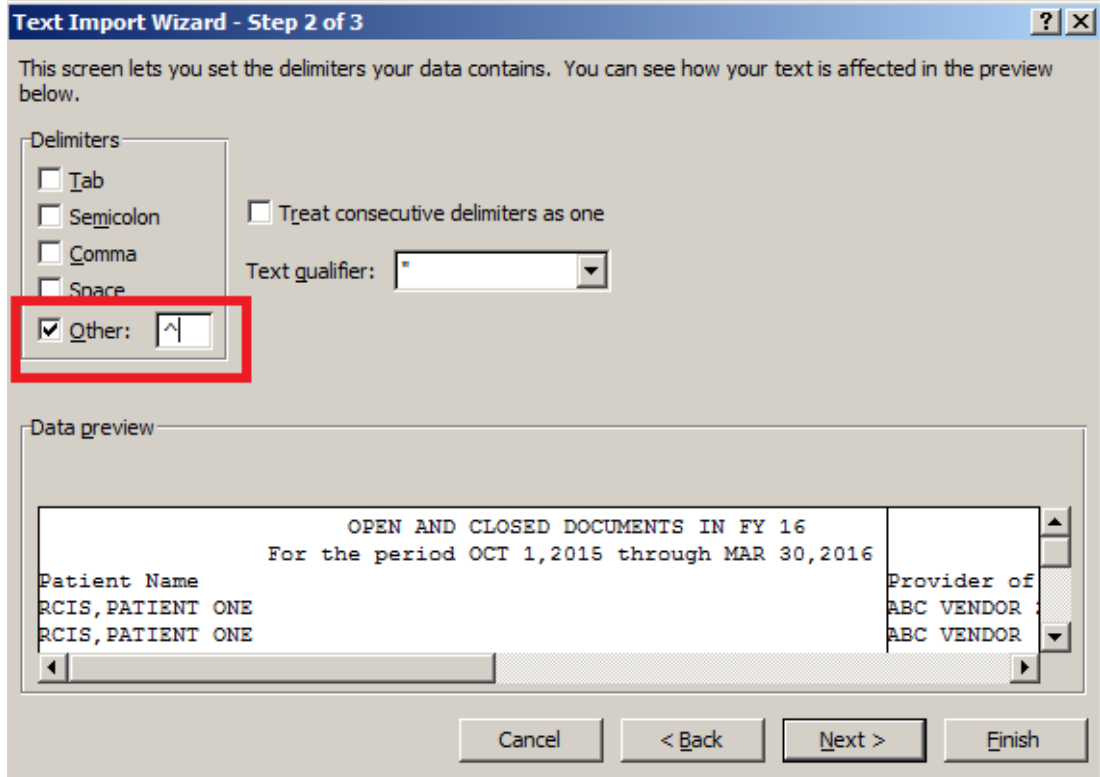 Text Import Wizard - Step 2 of 3
This screen lets you set the delimiters your data contains. You can see how your text is affected in the preview
below.
Delimiters
Tab
Semicolon
Comma
Space
Other: ^
Treat consecutive delimiters as one
Text qualifier: "
Data preview
OPEN AND CLOSED DOCUMENTS IN FY 16
For the period OCT 1,2015 through MAR 30,2016
Patient Name Provider of
RCIS,PATIENT ONE ABC VENDOR
RCIS,PATIENT ONE ABC VENDOR
Cancel < Back Next > Finish